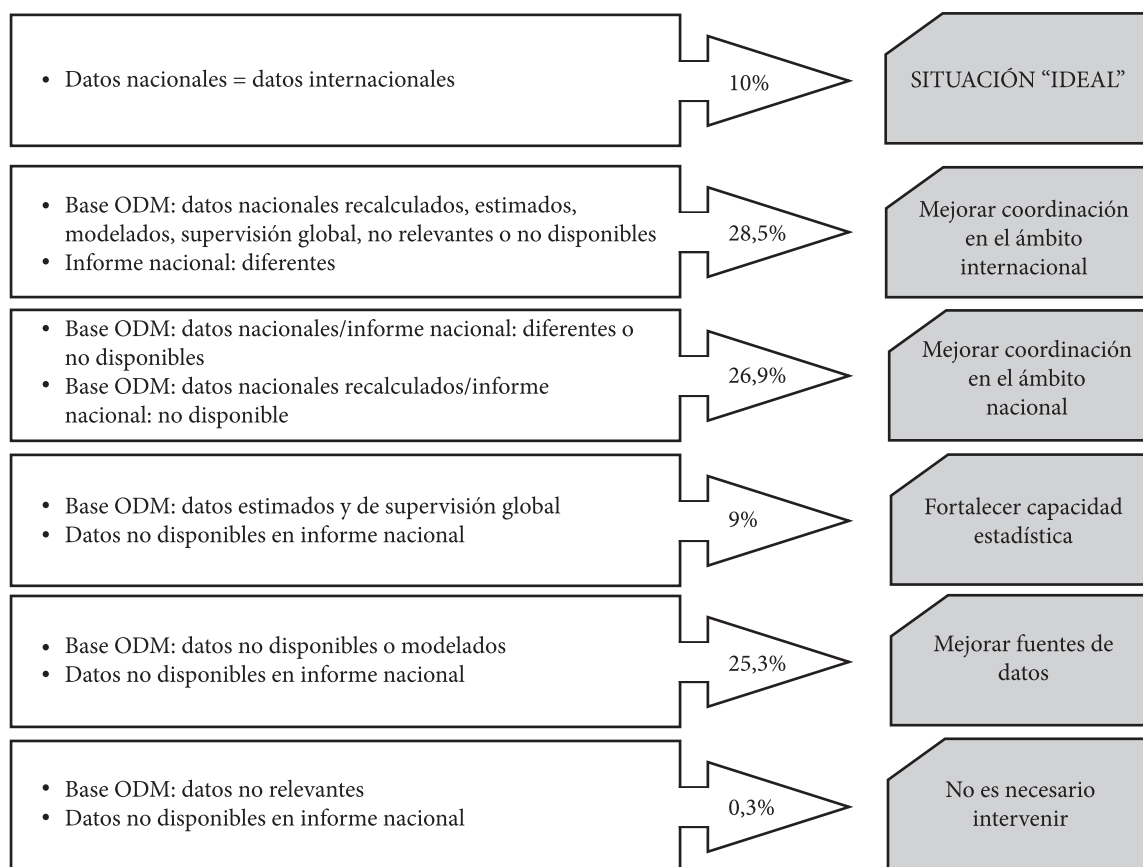 • Datos nacionales = datos internacionales
10%
SITUACIÓN “IDEAL”
• Base ODM: datos nacionales recalculados, estimados,
modelados, supervisión global, no relevantes o no disponibles
• Informe nacional: diferentes
28,5%
Mejorar coordinación
en el ámbito
internacional
• Base ODM: datos nacionales/informe nacional: diferentes o
no disponibles
• Base ODM: datos nacionales recalculados/informe
nacional: no disponible
26,9%
Mejorar coordinación
en el ámbito
nacional
• Base ODM: datos estimados y de supervisión global
• Datos no disponibles en informe nacional
9%
Fortalecer capacidad
estadística
• Base ODM: datos no disponibles o modelados
• Datos no disponibles en informe nacional
25,3%
Mejorar fuentes de
datos
• Base ODM: datos no relevantes
• Datos no disponibles en informe nacional
0,3%
No es necesario
intervenir